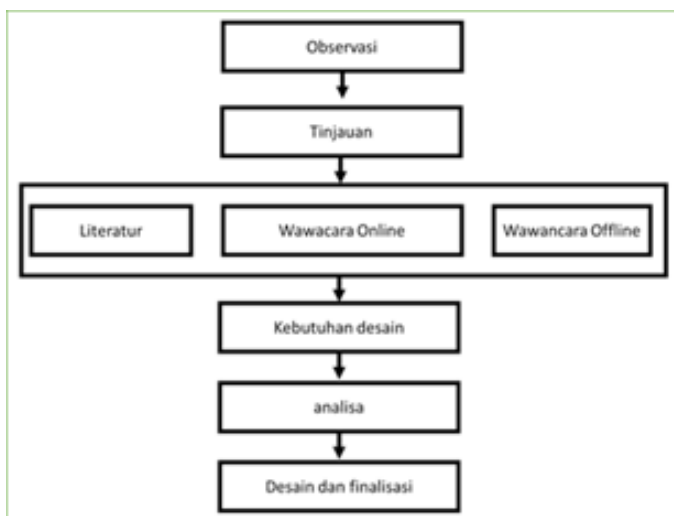 Observasi
Tinjauan
Literatur
Wawacara Online
Wawancara Offline
Kebutuhan desain
analisa
Desain dan finalisasi